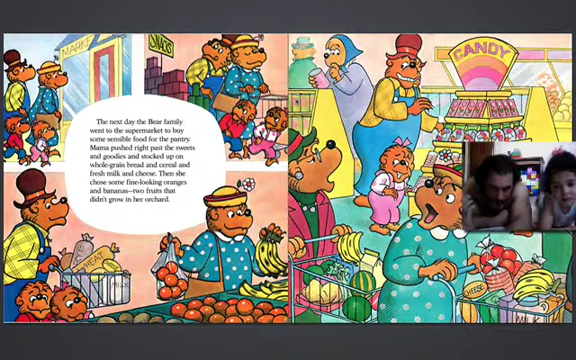 MARKET
SNACKS
The next day the Bear family
went to the supermarket to buy
some sensible food for the pantry.
Mama pushed right past the sweets
and goodies and stocked up on
whole-grain bread and cereal and
fresh milk and cheese. Then she
chose some fine-looking oranges
and bananas—two fruits that
didn't grow in her orchard.
WHEAT
MILK
CANDY
CHEESE
MILK